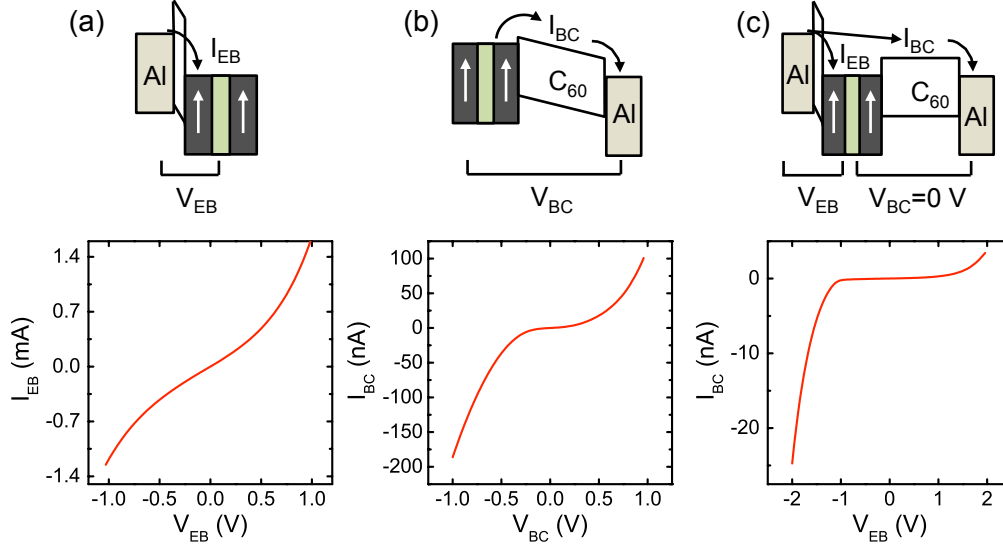 (a)
I_EB
Al
V_EB
I_EB (mA)
1.4
0.7
0.0
-0.7
-1.4
-1.0 -0.5 0.0 0.5 1.0
V_EB (V)
(b)
I_BC
C_60
Al
V_BC
I_BC (nA)
100
50
0
-50
-100
-150
-200
-1.0 -0.5 0.0 0.5 1.0
V_BC (V)
(c)
I_BC
I_EB
Al
C_60
Al
V_EB V_BC=0 V
I_BC (nA)
0
-10
-20
-2 -1 0 1 2
V_EB (V)